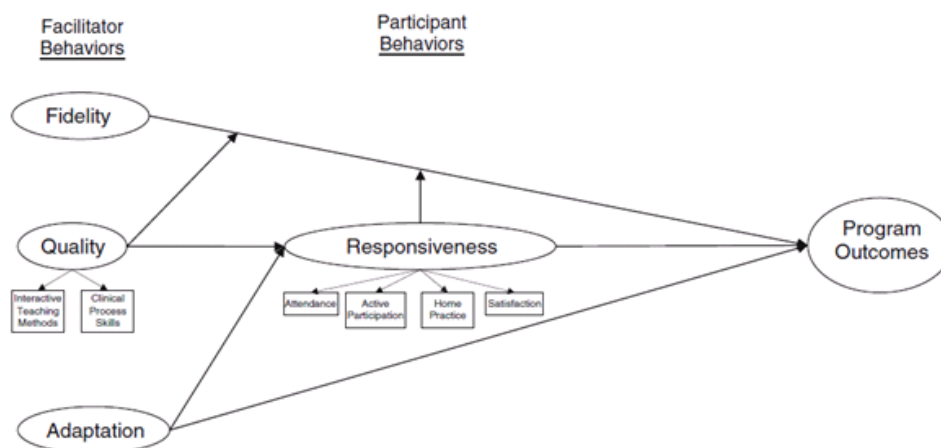 Facilitator
Behaviors
Participant
Behaviors
Fidelity
Quality
Interactive
Teaching
Methods
Clinical
Process
Skills
Responsiveness
Attendance
Active
Participation
Home
Practice
Satisfaction
Program
Outcomes
Adaptation